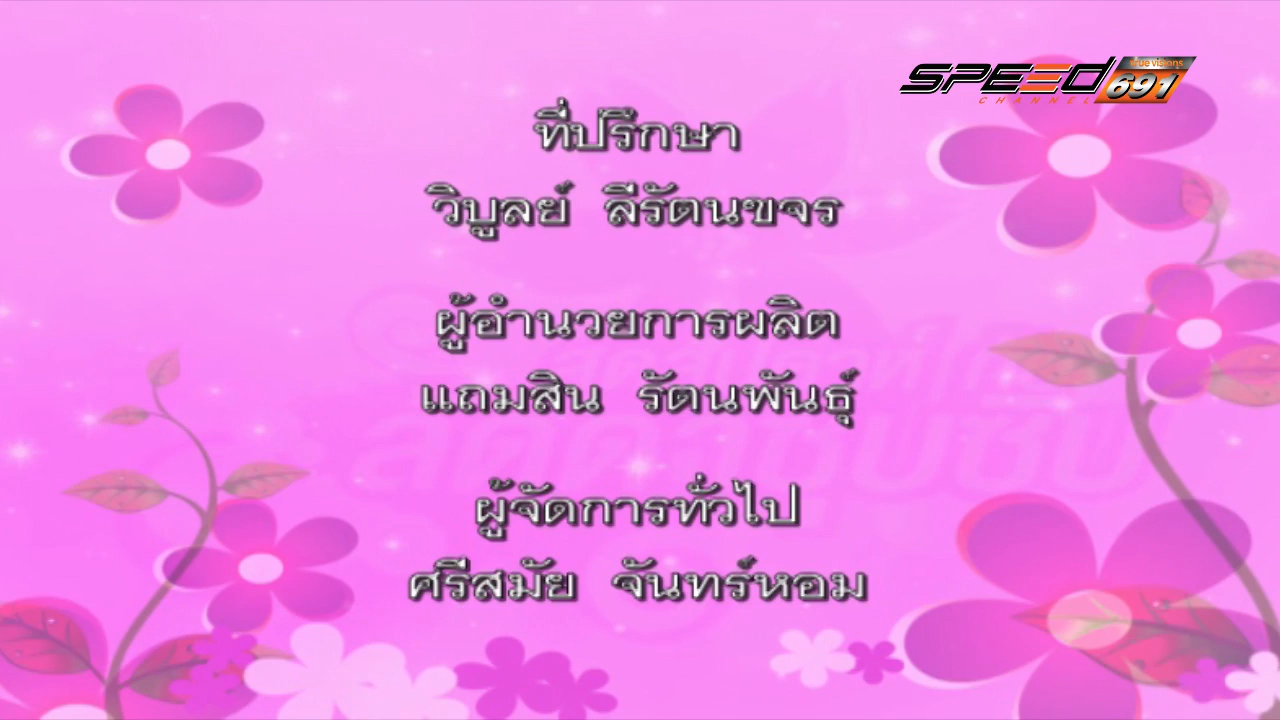 SPEED
true visions
CHANNEL
691
ที่ปรึกษา
วิบูลย์ ลีรัตนขจร
ผู้อำนวยการผลิต
แถมสิน รัตนพันธุ์
ผู้จัดการทั่วไป
ศรีสมัย จันทร์หอม